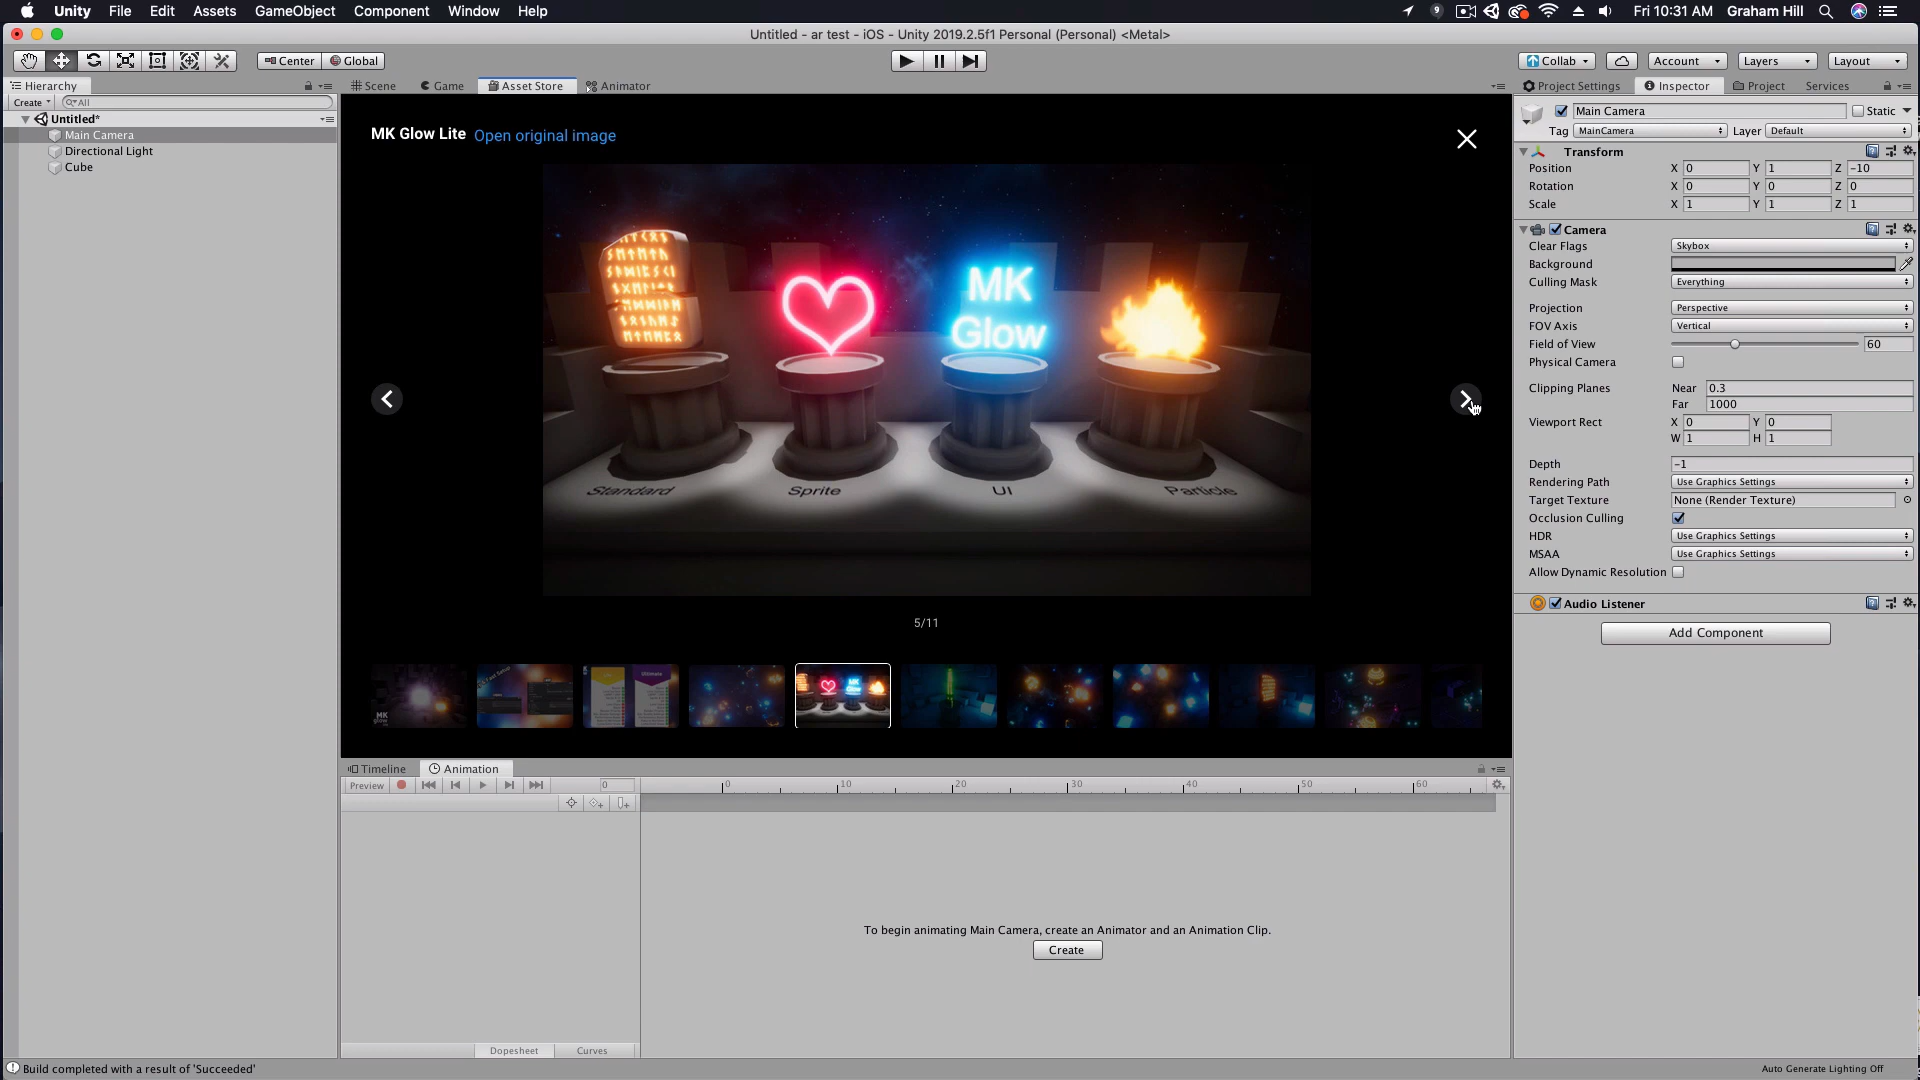 Unity File Edit Assets GameObject Component Window Help
9 Fri 10:31 AM Graham Hill
Untitled - ar test - iOS - Unity 2019.2.5f1 Personal (Personal) <Metal>
Center Global
Collab Account Layers Layout
Hierarchy
Scene Game Asset Store Animator
Project Settings Inspector Project Services
Create All
Untitled*
Main Camera
Directional Light
Cube
MK Glow Lite Open original image
MK
Glow
Standard Sprite UI Particle
5/11
Main Camera Static
Tag MainCamera Layer Default
Transform
Position X 0 Y 1 Z -10
Rotation X 0 Y 0 Z 0
Scale X 1 Y 1 Z 1
Camera
Clear Flags Skybox
Background
Culling Mask Everything
Projection Perspective
FOV Axis Vertical
Field of View 60
Physical Camera
Clipping Planes Near 0.3
Far 1000
Viewport Rect X 0 Y 0
W 1 H 1
Depth -1
Rendering Path Use Graphics Settings
Target Texture None (Render Texture)
Occlusion Culling
HDR Use Graphics Settings
MSAA Use Graphics Settings
Allow Dynamic Resolution
Audio Listener
Add Component
Timeline Animation
Preview 0
0 10 20 30 40 50 60
To begin animating Main Camera, create an Animator and an Animation Clip.
Create
Dopesheet Curves
Build completed with a result of 'Succeeded'
Auto Generate Lighting Off